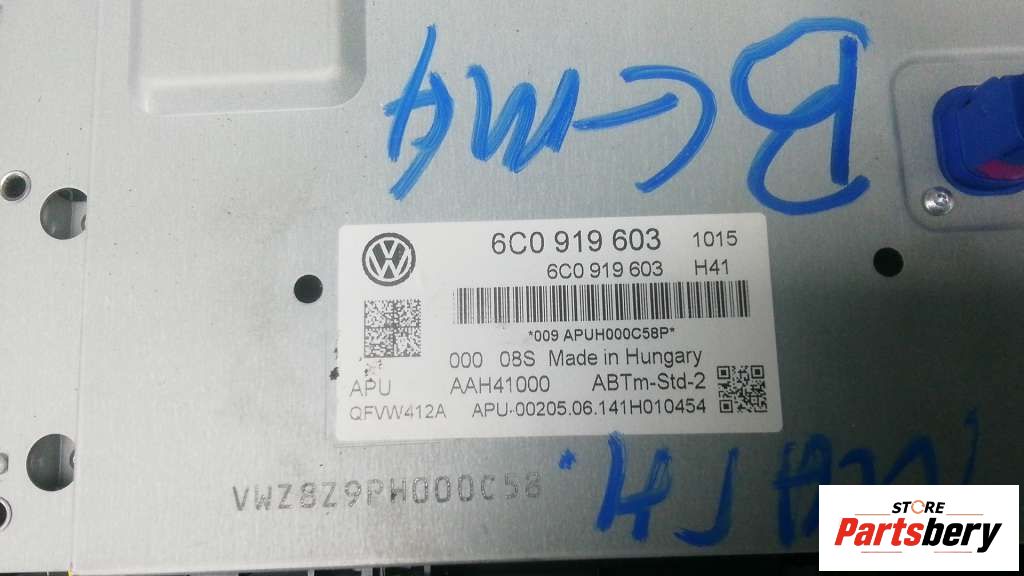 6C0 919 603 1015
6C0 919 603 H41
*009 APUH000C58P*
000 08S Made in Hungary
APU AAH41000 ABTm-Std-2
QFVW412A APU-00205.06.141H010454
VWZ8Z9PH000C58
STORE
Partsbery